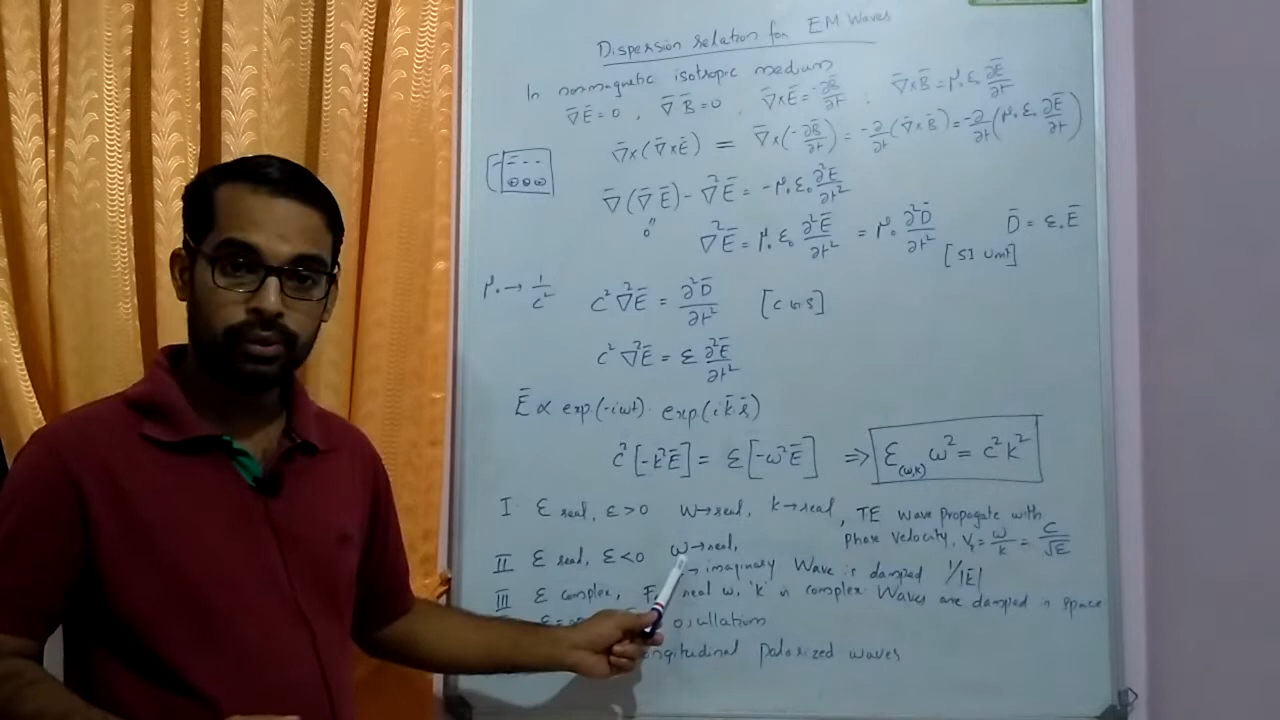 Dispersion relation for EM Waves
In nonmagnetic isotropic medium
∇̄ Ē = 0 , ∇̄ B̄ = 0 , ∇̄×Ē = -∂B̄/∂t , ∇̄×B̄ = μ₀ε₀ ∂Ē/∂t
∇̄×(∇̄×Ē) = ∇̄×(-∂B̄/∂t) = -∂/∂t(∇̄×B̄) = -∂/∂t(μ₀ε₀ ∂Ē/∂t)
∇̄(∇̄ Ē) - ∇²Ē = -μ₀ε₀ ∂²E/∂t²
"
0
∇²Ē = μ₀ε₀ ∂²Ē/∂t² = μ₀ ∂²D̄/∂t² D̄ = ε₀Ē
[SI Unit]
μ₀ → 1/c² c²∇²Ē = ∂²D̄/∂t² [CGS]
c²∇²Ē = ε ∂²Ē/∂t²
Ē ∝ exp(-iωt) · exp(i k̄·r̄)
c²[-k²Ē] = ε[-ω²Ē] ⇒ ε(ω,k) ω² = c²k²
I ε real, ε>0 ω→real, k→real, TE Wave propagate with
phase velocity, Vₚ = ω/k = c/√ε
II ε real, ε<0 ω→real,
→ imaginary Wave is damped 1/|k̄|
III ε complex, real ω, 'k' is complex Waves are damped in space
oscillation
longitudinal polarized waves